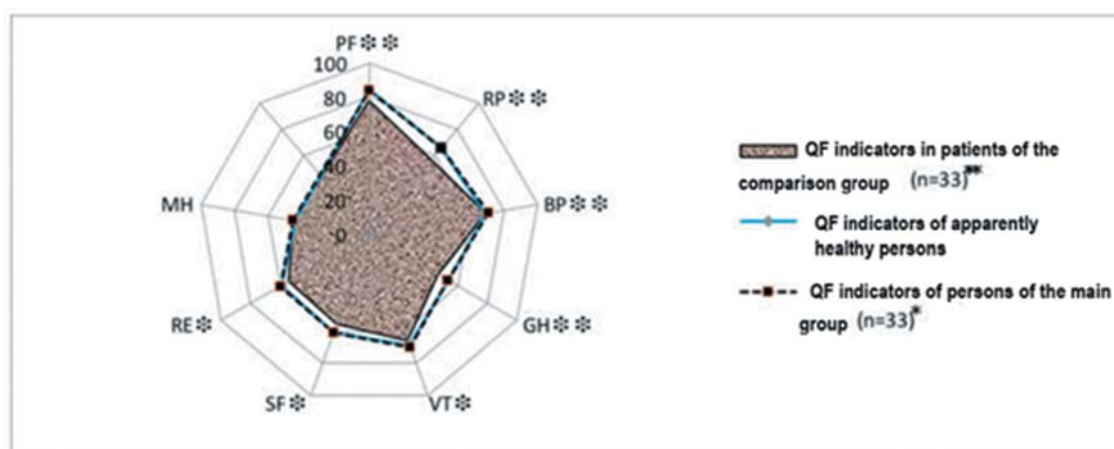 PF❇❇
100
80
60
40
20
0
RP❇❇
BP❇❇
GH❇❇
VT❇
SF❇
RE❇
MH
QF indicators in patients of the
comparison group (n=33)**
QF indicators of apparently
healthy persons
QF indicators of persons of the main
group (n=33)*